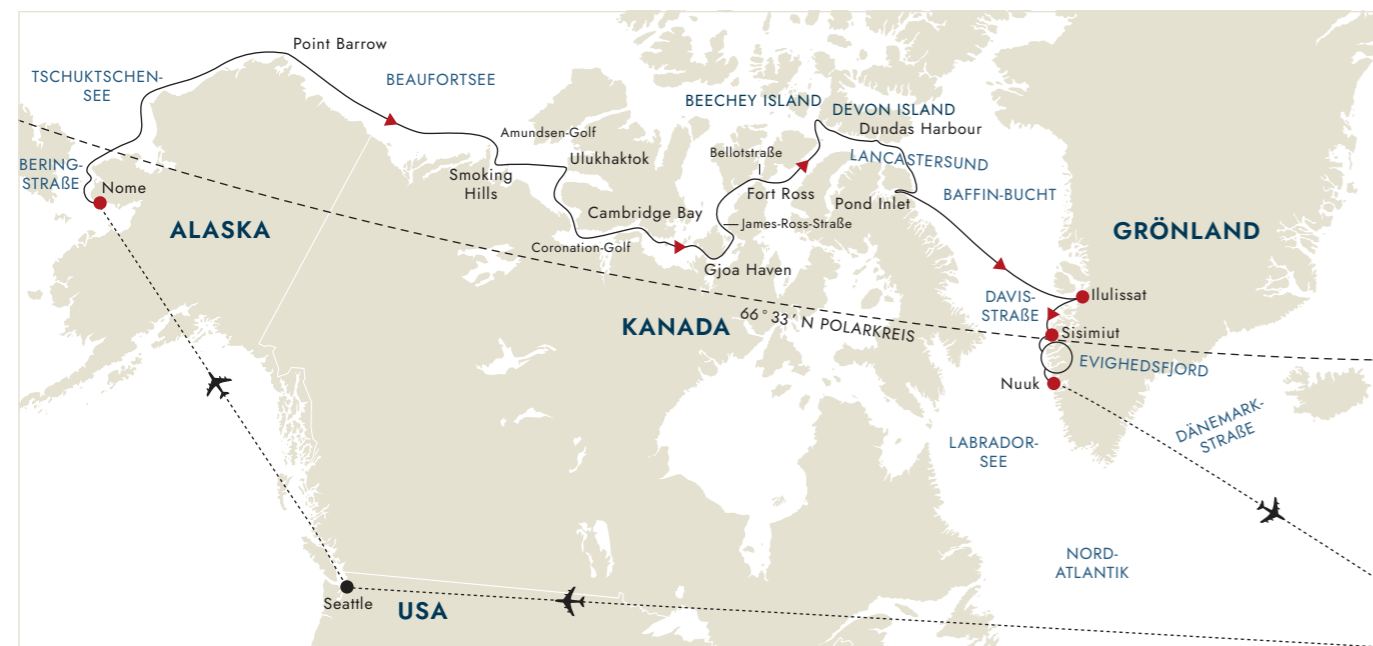 Point Barrow
TSCHUKTSCHEN-
SEE
BEAUFORTSEE
BEECHEY ISLAND
DEVON ISLAND
Dundas Harbour
Amundsen-Golf
Ulukhaktok
Bellotstraße
LANCASTERSUND
BERING-
STRAßE
Nome
Smoking
Hills
Fort Ross
Pond Inlet
BAFFIN-BUCHT
Cambridge Bay
James-Ross-Straße
ALASKA
Coronation-Golf
GRÖNLAND
Gjoa Haven
Ilulissat
DAVIS-
STRAßE
KANADA
66°33’ N POLARKREIS
Sisimiut
EVIGHEDSFJORD
Nuuk
DÄNEMARK-
STRAßE
LABRADOR-
SEE
NORD-
ATLANTIK
Seattle
USA